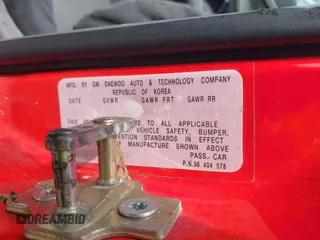 MFD. BY GM DAEWOO AUTO & TECHNOLOGY COMPANY
REPUBLIC OF KOREA
DATE GVWR GAWR FRT GAWR RR
THIS TO ALL APPLICABLE
VEHICLE SAFETY, BUMPER,
STANDARDS IN EFFECT
MANUFACTURE SHOWN ABOVE
PASS. CAR
P.N. 96 404 578
DREAMBID